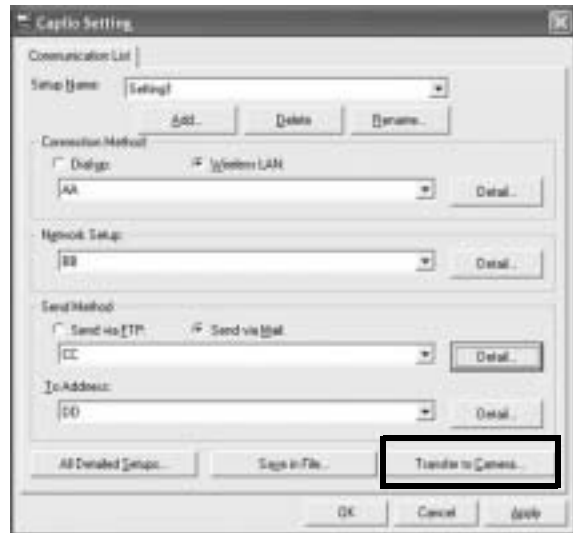 Caplio Setting
Communication List
Setup Name: Setting1
Add... Delete Rename...
Connection Method:
Dialup: Wireless LAN:
AA Detail...
Network Setup:
BB Detail...
Send Method:
Send via FTP: Send via Mail:
CC Detail...
To Address:
DD Detail...
All Detailed Setups... Save in File... Transfer to Camera...
OK Cancel Apply